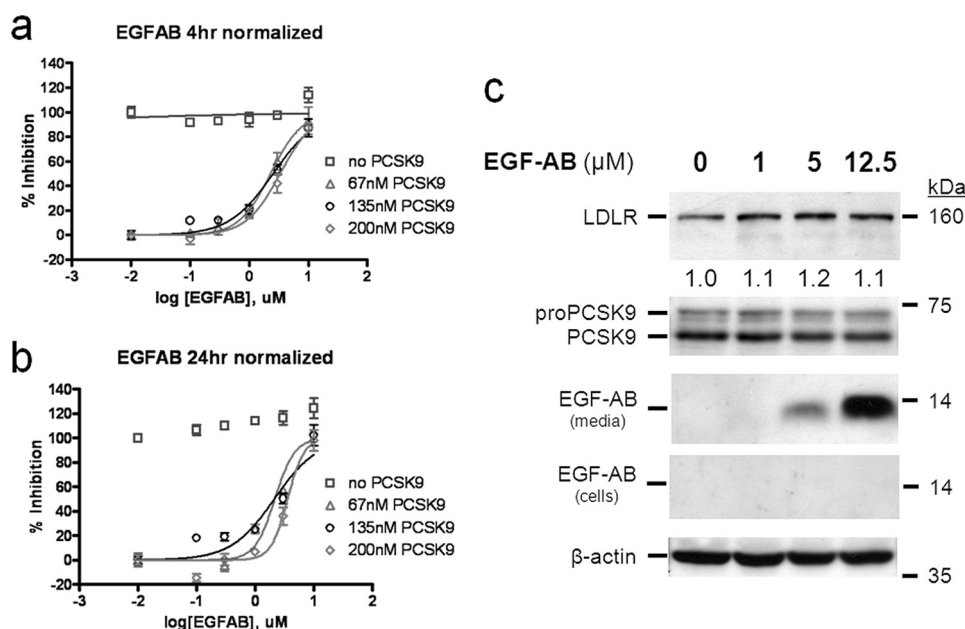 a
EGFAB 4hr normalized
% Inhibition
140
120
100
80
60
40
20
0
-20
-3 -2 -1 0 1 2
log [EGFAB], uM
no PCSK9
67nM PCSK9
135nM PCSK9
200nM PCSK9
b
EGFAB 24hr normalized
% Inhibition
140
120
100
80
60
40
20
0
-20
-3 -2 -1 0 1 2
log[EGFAB], uM
no PCSK9
67nM PCSK9
135nM PCSK9
200nM PCSK9
c
EGF-AB (µM) 0 1 5 12.5
kDa
LDLR 160
1.0 1.1 1.2 1.1
75
proPCSK9
PCSK9
EGF-AB 14
(media)
EGF-AB
(cells) 14
β-actin
35